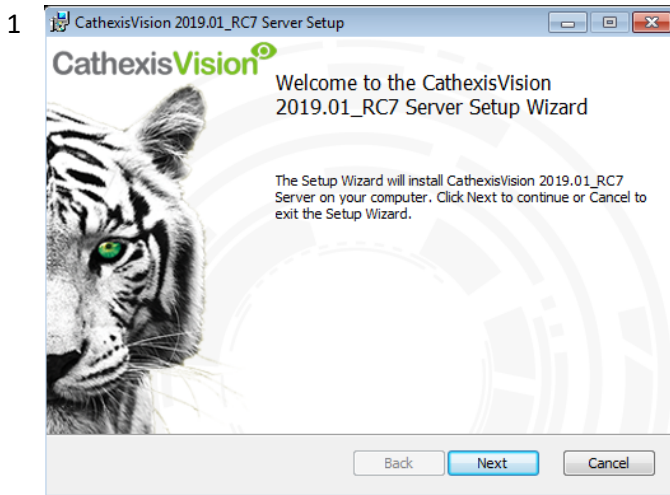 1
CathexisVision 2019.01_RC7 Server Setup
CathexisVision
Welcome to the CathexisVision
2019.01_RC7 Server Setup Wizard
The Setup Wizard will install CathexisVision 2019.01_RC7
Server on your computer. Click Next to continue or Cancel to
exit the Setup Wizard.
Back Next Cancel